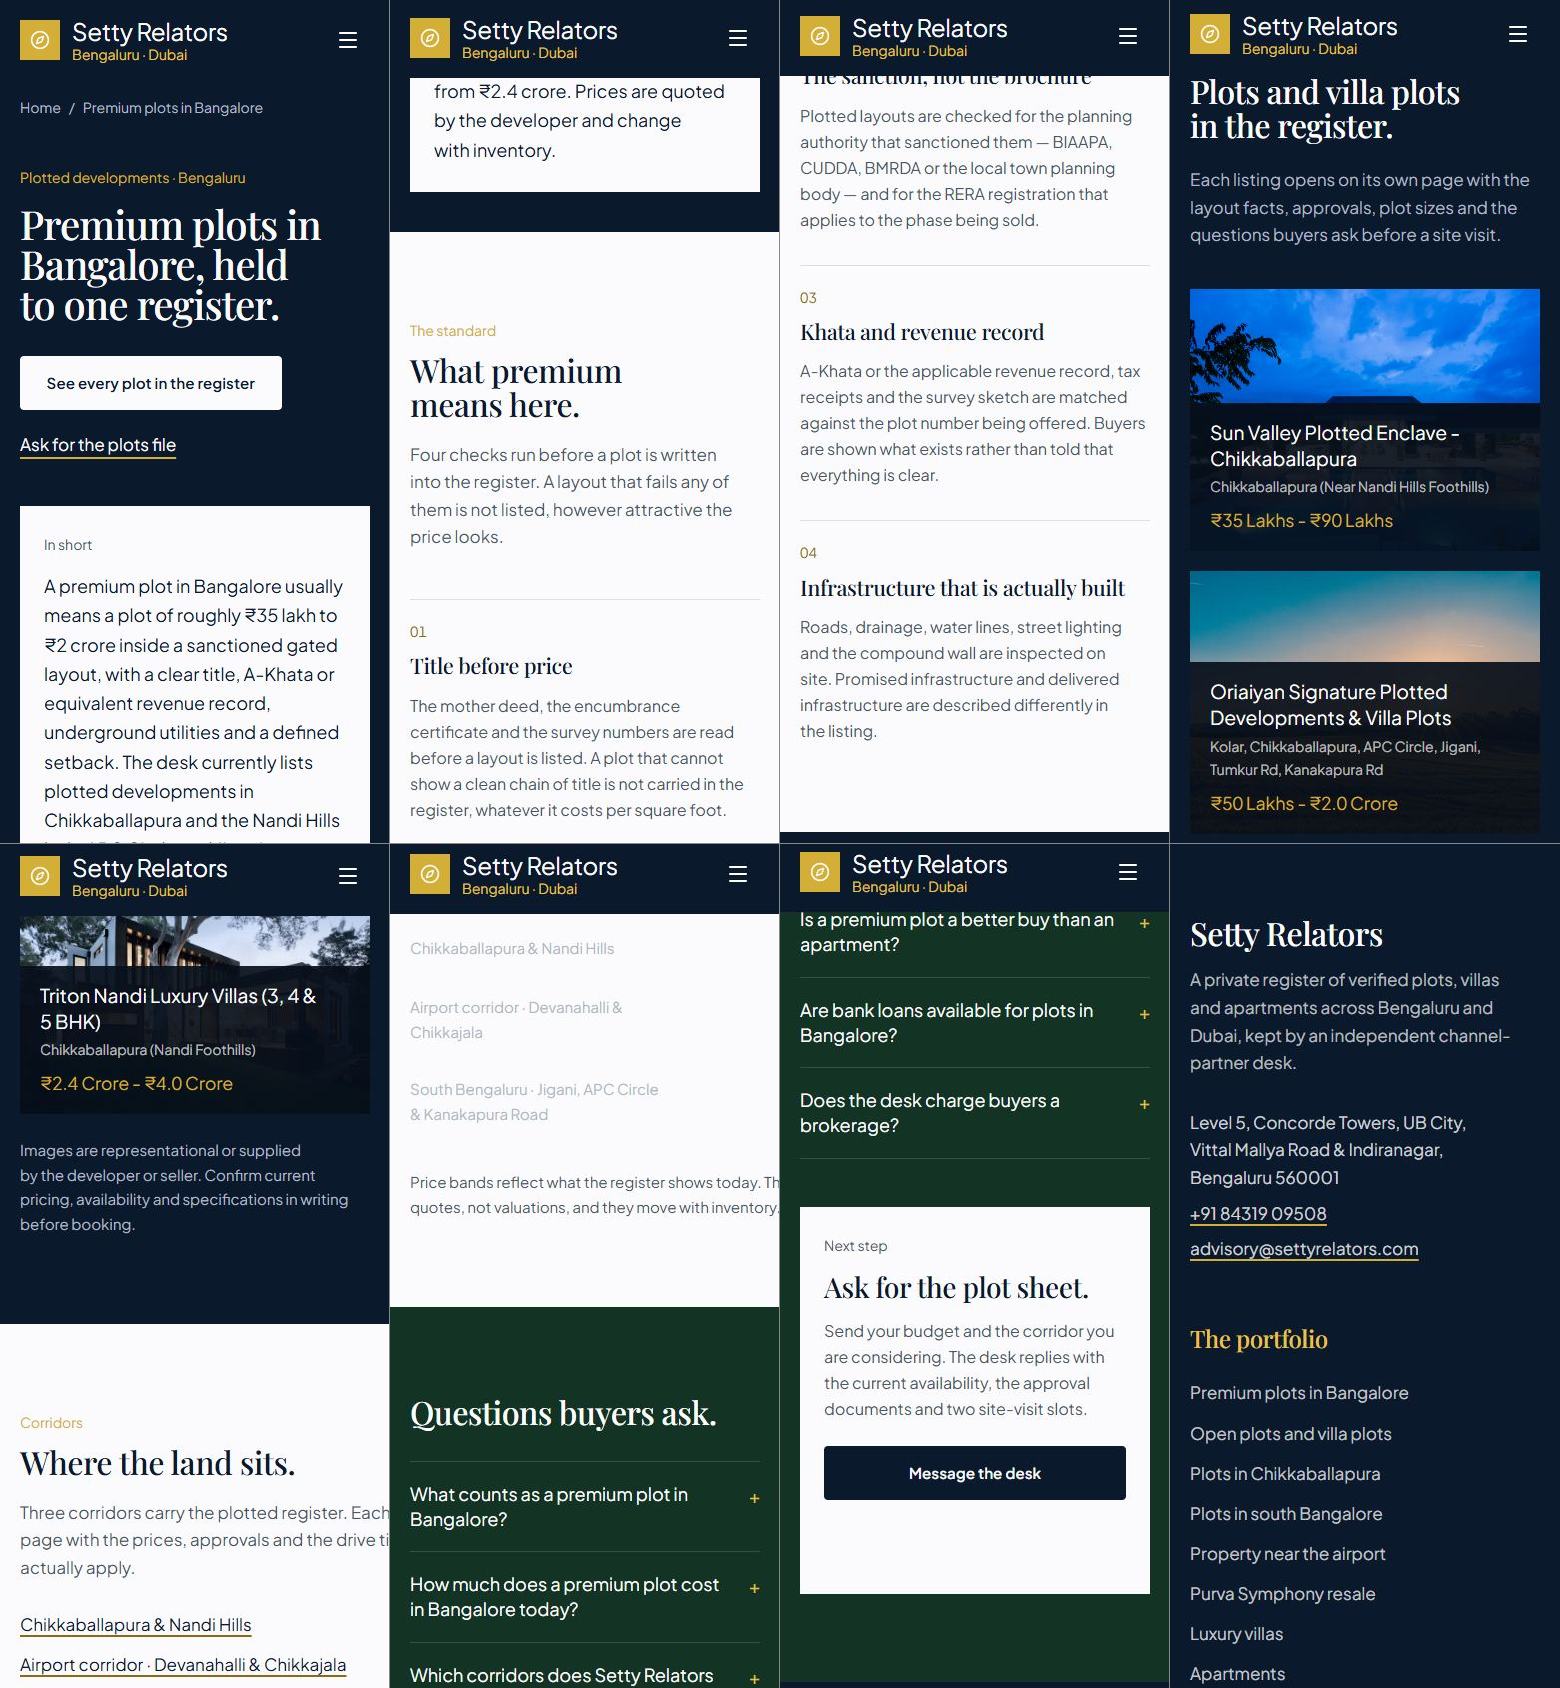 Setty Relators
Bengaluru · Dubai
Home / Premium plots in Bangalore
Plotted developments · Bengaluru
Premium plots in
Bangalore, held
to one register.
See every plot in the register
Ask for the plots file
In short
A premium plot in Bangalore usually
means a plot of roughly ₹35 lakh to
₹2 crore inside a sanctioned gated
layout, with a clear title, A-Khata or
equivalent revenue record,
underground utilities and a defined
setback. The desk currently lists
plotted developments in
Chikkaballapura and the Nandi Hills
Setty Relators
Bengaluru · Dubai
from ₹2.4 crore. Prices are quoted
by the developer and change
with inventory.
The standard
What premium
means here.
Four checks run before a plot is written
into the register. A layout that fails any of
them is not listed, however attractive the
price looks.
01
Title before price
The mother deed, the encumbrance
certificate and the survey numbers are read
before a layout is listed. A plot that cannot
show a clean chain of title is not carried in the
register, whatever it costs per square foot.
Setty Relators
Bengaluru · Dubai
The sanction, not the brochure
Plotted layouts are checked for the planning
authority that sanctioned them — BIAAPA,
CUDDA, BMRDA or the local town planning
body — and for the RERA registration that
applies to the phase being sold.
03
Khata and revenue record
A-Khata or the applicable revenue record, tax
receipts and the survey sketch are matched
against the plot number being offered. Buyers
are shown what exists rather than told that
everything is clear.
04
Infrastructure that is actually built
Roads, drainage, water lines, street lighting
and the compound wall are inspected on
site. Promised infrastructure and delivered
infrastructure are described differently in
the listing.
Setty Relators
Bengaluru · Dubai
Plots and villa plots
in the register.
Each listing opens on its own page with the
layout facts, approvals, plot sizes and the
questions buyers ask before a site visit.
Sun Valley Plotted Enclave -
Chikkaballapura
Chikkaballapura (Near Nandi Hills Foothills)
₹35 Lakhs - ₹90 Lakhs
Oriaiyan Signature Plotted
Developments & Villa Plots
Kolar, Chikkaballapura, APC Circle, Jigani,
Tumkur Rd, Kanakapura Rd
₹50 Lakhs - ₹2.0 Crore
Setty Relators
Bengaluru · Dubai
Triton Nandi Luxury Villas (3, 4 &
5 BHK)
Chikkaballapura (Nandi Foothills)
₹2.4 Crore - ₹4.0 Crore
Images are representational or supplied
by the developer or seller. Confirm current
pricing, availability and specifications in writing
before booking.
Corridors
Where the land sits.
Three corridors carry the plotted register. Each
page with the prices, approvals and the drive ti
actually apply.
Chikkaballapura & Nandi Hills
Airport corridor · Devanahalli & Chikkajala
Setty Relators
Bengaluru · Dubai
Chikkaballapura & Nandi Hills
Airport corridor · Devanahalli &
Chikkajala
South Bengaluru · Jigani, APC Circle
& Kanakapura Road
Price bands reflect what the register shows today. Th
quotes, not valuations, and they move with inventory.
Questions buyers ask.
What counts as a premium plot in
Bangalore?
+
How much does a premium plot cost
in Bangalore today?
+
Which corridors does Setty Relators
+
Setty Relators
Bengaluru · Dubai
Is a premium plot a better buy than an
apartment?
+
Are bank loans available for plots in
Bangalore?
+
Does the desk charge buyers a
brokerage?
+
Next step
Ask for the plot sheet.
Send your budget and the corridor you
are considering. The desk replies with
the current availability, the approval
documents and two site-visit slots.
Message the desk
Setty Relators
A private register of verified plots, villas
and apartments across Bengaluru and
Dubai, kept by an independent channel-
partner desk.
Level 5, Concorde Towers, UB City,
Vittal Mallya Road & Indiranagar,
Bengaluru 560001
+91 84319 09508
advisory@settyrelators.com
The portfolio
Premium plots in Bangalore
Open plots and villa plots
Plots in Chikkaballapura
Plots in south Bangalore
Property near the airport
Purva Symphony resale
Luxury villas
Apartments